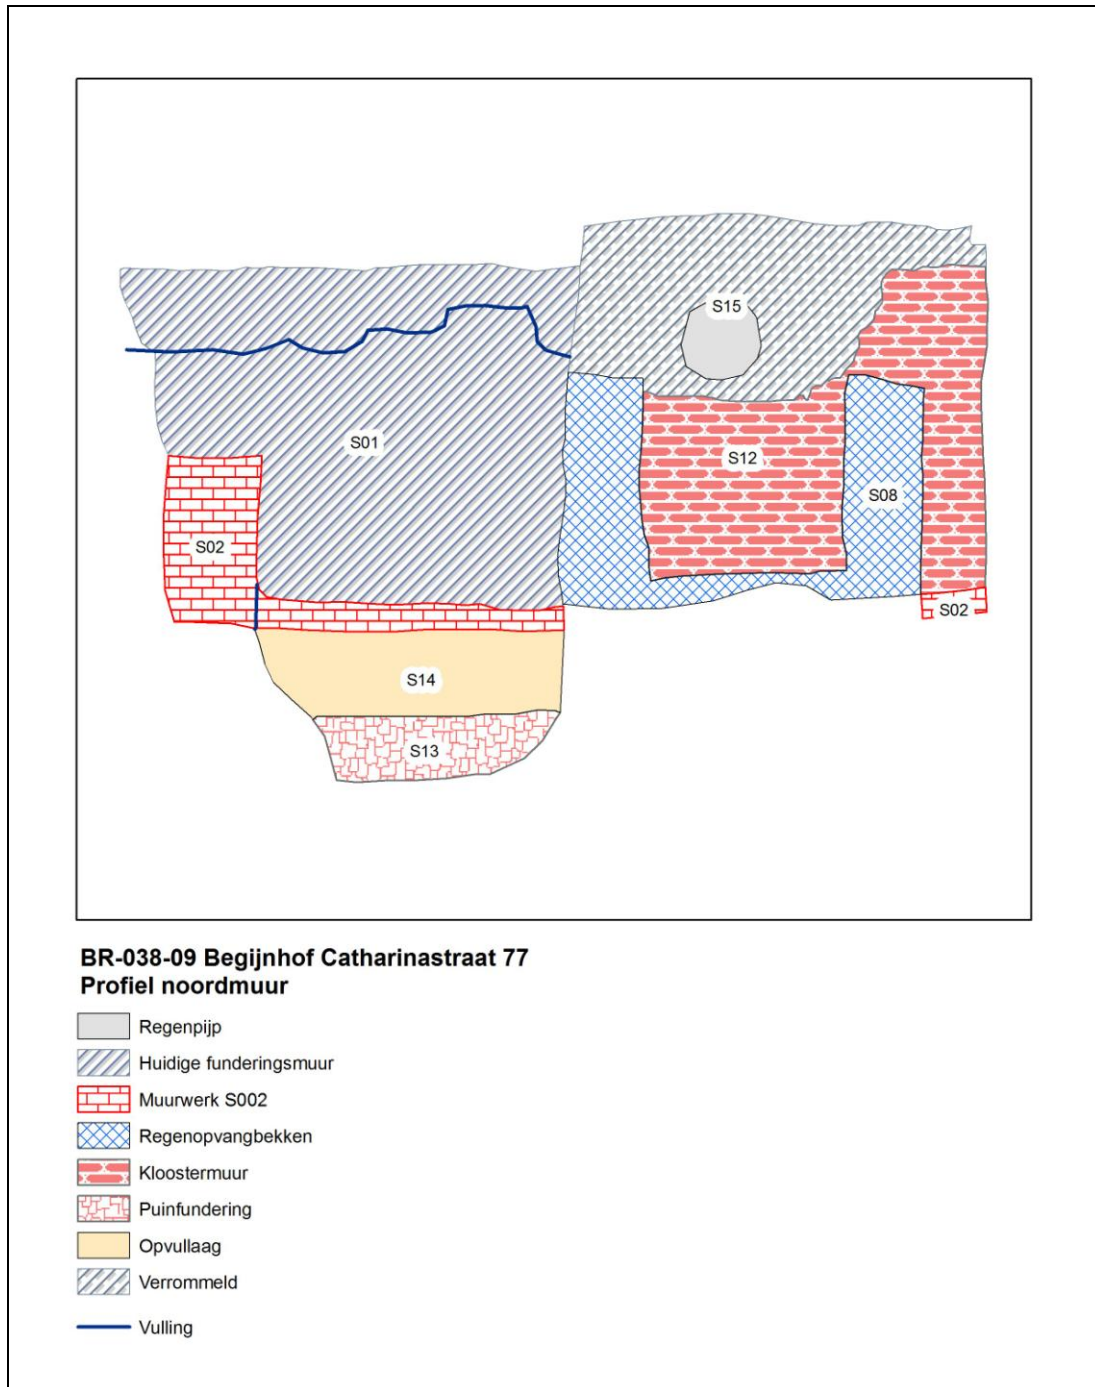 S15
S01
S12
S08
S02
S02
S14
S13
BR-038-09 Begijnhof Catharinastraat 77
Profiel noordmuur
Regenpijp
Huidige funderingsmuur
Muurwerk S002
Regenopvangbekken
Kloostermuur
Puinfundering
Opvullaag
Verrommeld
Vulling